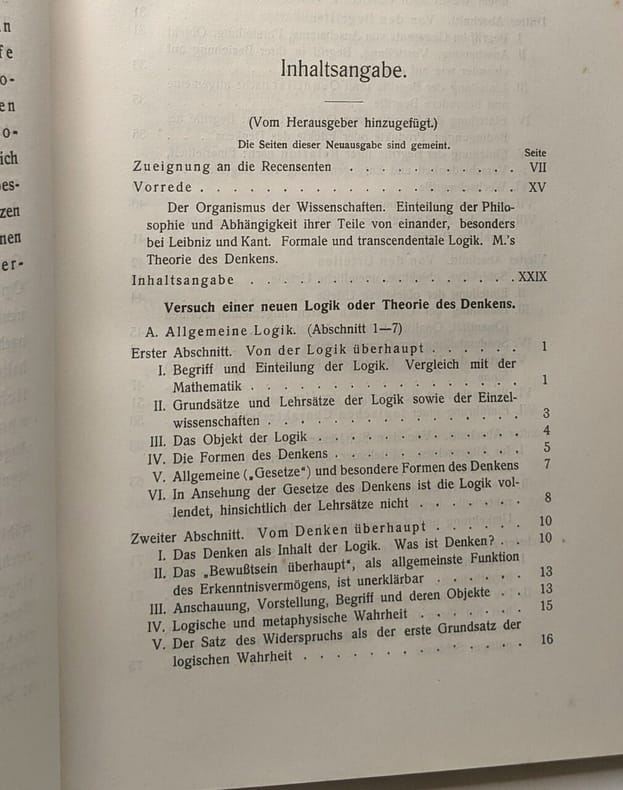 n
fe
o-
en
o-
ich
es-
zen
nen
er-
Inhaltsangabe.
(Vom Herausgeber hinzugefügt.)
Die Seiten dieser Neuausgabe sind gemeint.
Seite
Zueignung an die Recensenten . . . . . . . . . . . VII
Vorrede . . . . . . . . . . . . . . . . . . . XV
Der Organismus der Wissenschaften. Einteilung der Philo-
sophie und Abhängigkeit ihrer Teile von einander, besonders
bei Leibniz und Kant. Formale und transcendentale Logik. M.'s
Theorie des Denkens.
Inhaltsangabe . . . . . . . . . . . . . . . . XXIX
Versuch einer neuen Logik oder Theorie des Denkens.
A. Allgemeine Logik. (Abschnitt 1—7)
Erster Abschnitt. Von der Logik überhaupt . . . . . . 1
I. Begriff und Einteilung der Logik. Vergleich mit der
Mathematik . . . . . . . . . . . . . . . . 1
II. Grundsätze und Lehrsätze der Logik sowie der Einzel-
wissenschaften . . . . . . . . . . . . . . . 3
III. Das Objekt der Logik . . . . . . . . . . . . 4
IV. Die Formen des Denkens . . . . . . . . . . . 5
V. Allgemeine („Gesetze“) und besondere Formen des Denkens 7
VI. In Ansehung der Gesetze des Denkens ist die Logik vol-
lendet, hinsichtlich der Lehrsätze nicht . . . . . . 8
Zweiter Abschnitt. Vom Denken überhaupt . . . . . . 10
I. Das Denken als Inhalt der Logik. Was ist Denken? . . 10
II. Das „Bewußtsein überhaupt“, als allgemeinste Funktion
des Erkenntnisvermögens, ist unerklärbar . . . . . . 13
III. Anschauung, Vorstellung, Begriff und deren Objekte . . 13
IV. Logische und metaphysische Wahrheit . . . . . . . 15
V. Der Satz des Widerspruchs als der erste Grundsatz der
logischen Wahrheit . . . . . . . . . . . . . 16